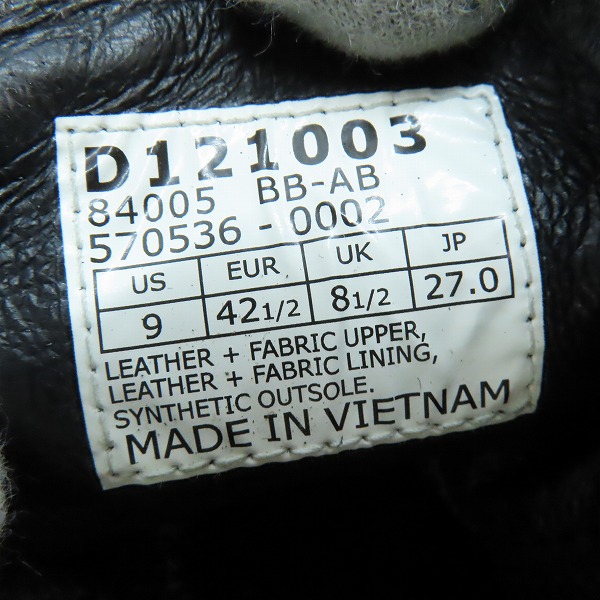 D121003
84005 BB-AB
570536 - 0002
US EUR UK JP
9 42 1/2 8 1/2 27.0
LEATHER + FABRIC UPPER,
LEATHER + FABRIC LINING,
SYNTHETIC OUTSOLE.
MADE IN VIETNAM